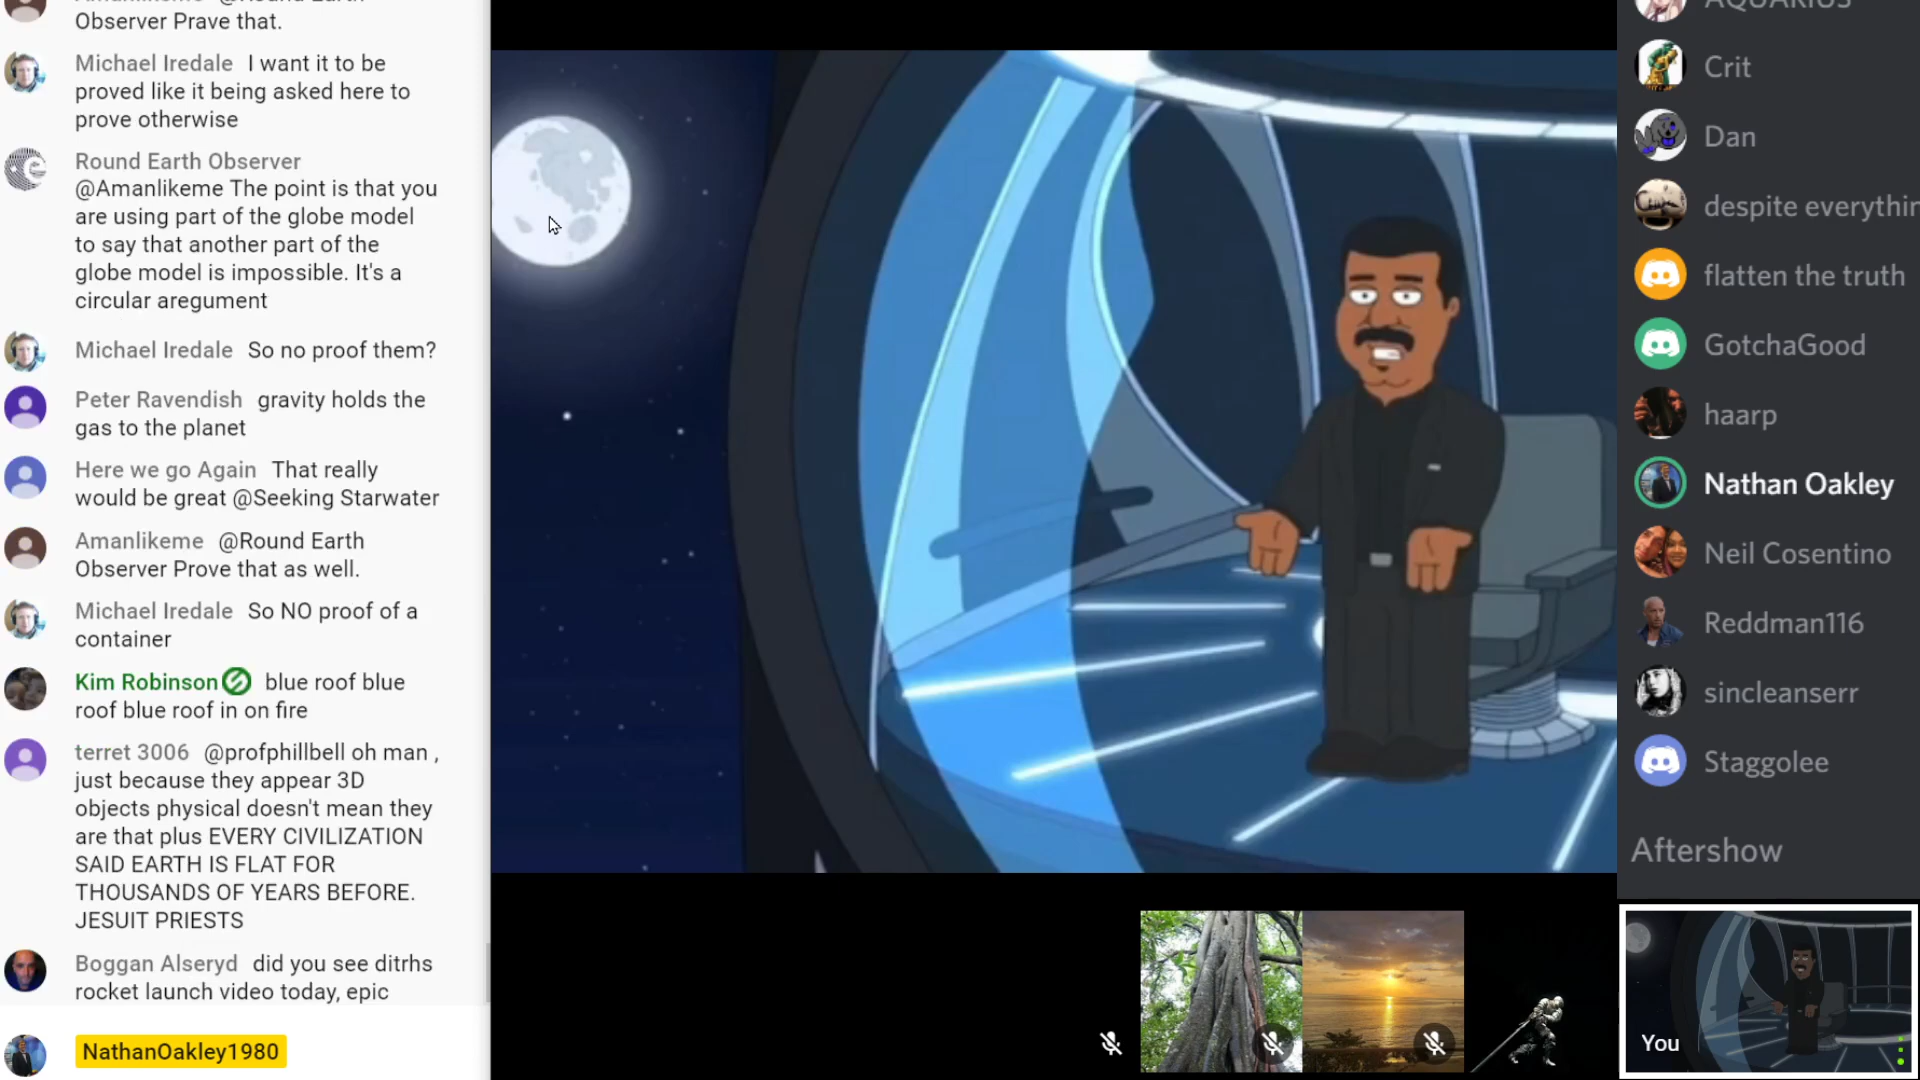 Observer Prave that.
Michael Iredale I want it to be
proved like it being asked here to
prove otherwise
Round Earth Observer
@Amanlikeme The point is that you
are using part of the globe model
to say that another part of the
globe model is impossible. It's a
circular aregument
Michael Iredale So no proof them?
Peter Ravendish gravity holds the
gas to the planet
Here we go Again That really
would be great @Seeking Starwater
Amanlikeme @Round Earth
Observer Prove that as well.
Michael Iredale So NO proof of a
container
Kim Robinson blue roof blue
roof blue roof in on fire
terret 3006 @profphillbell oh man ,
just because they appear 3D
objects physical doesn't mean they
are that plus EVERY CIVILIZATION
SAID EARTH IS FLAT FOR
THOUSANDS OF YEARS BEFORE.
JESUIT PRIESTS
Boggan Alseryd did you see ditrhs
rocket launch video today, epic
NathanOakley1980
AQUARIUS
Crit
Dan
despite everythin
flatten the truth
GotchaGood
haarp
Nathan Oakley
Neil Cosentino
Reddman116
sincleanserr
Staggolee
Aftershow
You